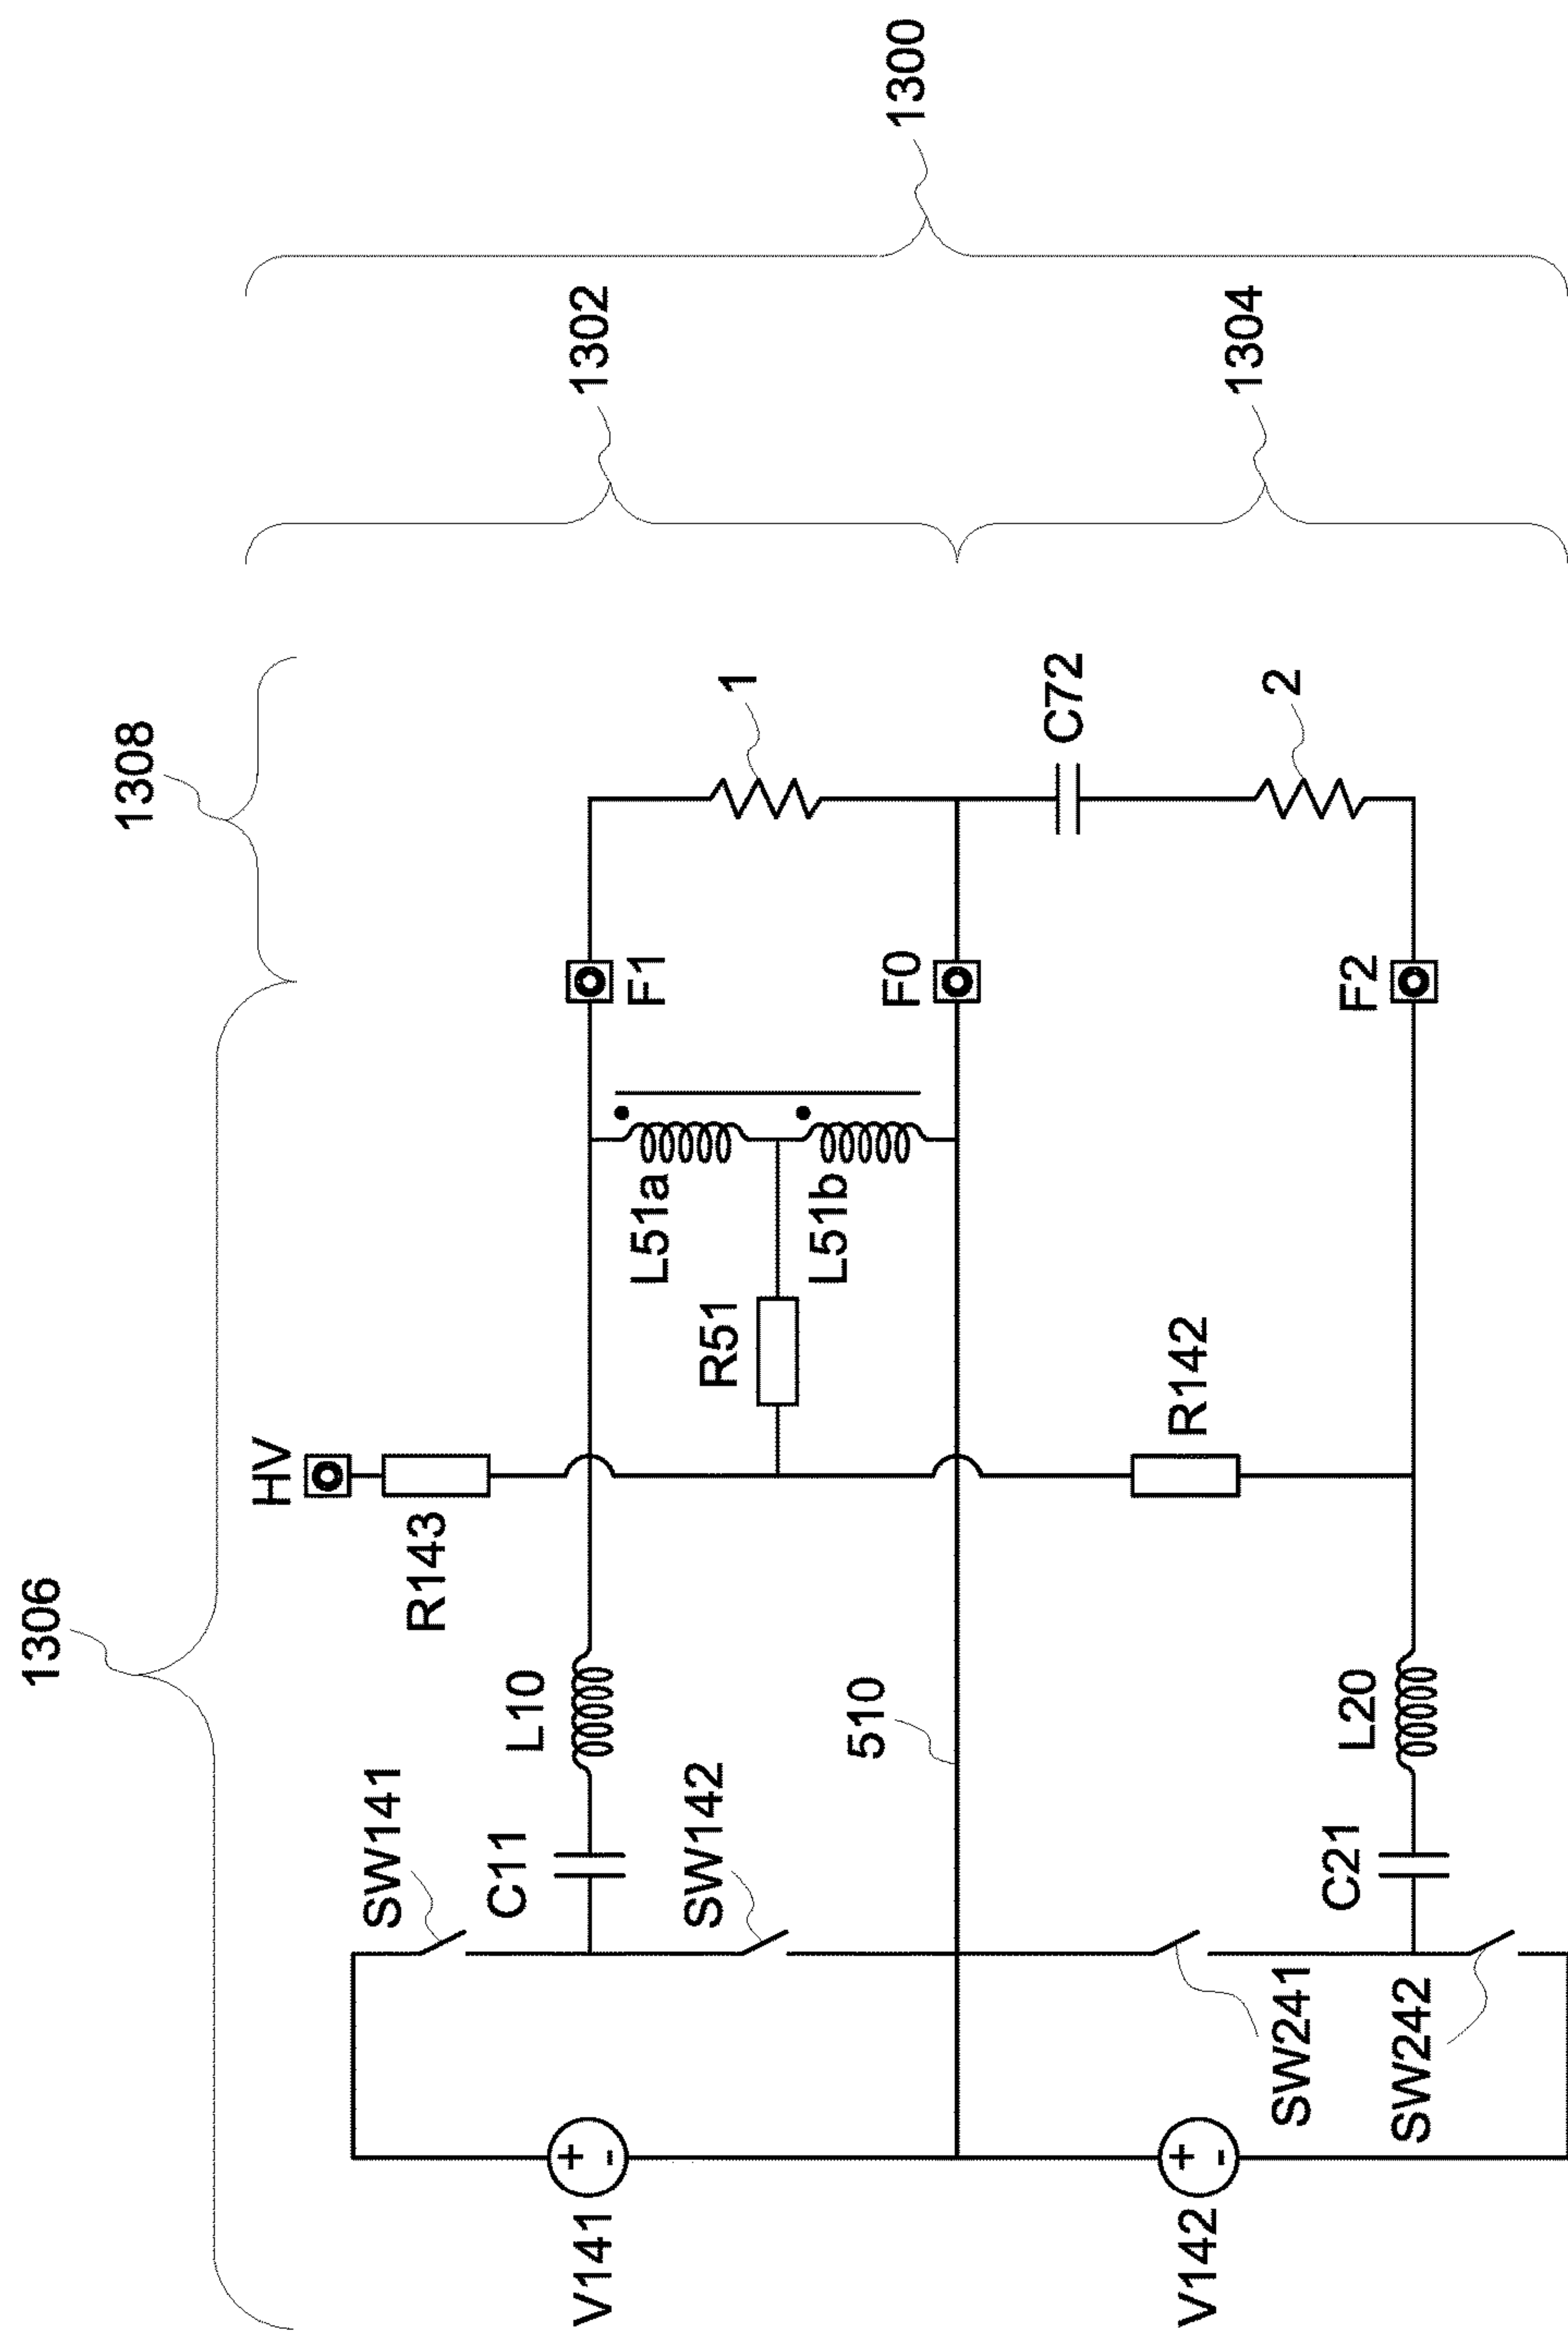 1300
1302
1304
1308
1306
1
C72
2
F1
F0
F2
L51a
L51b
R51
HV
R143
R142
L10
510
L20
SW141
C11
SW142
C21
SW241
SW242
+
-
V141
+
-
V142